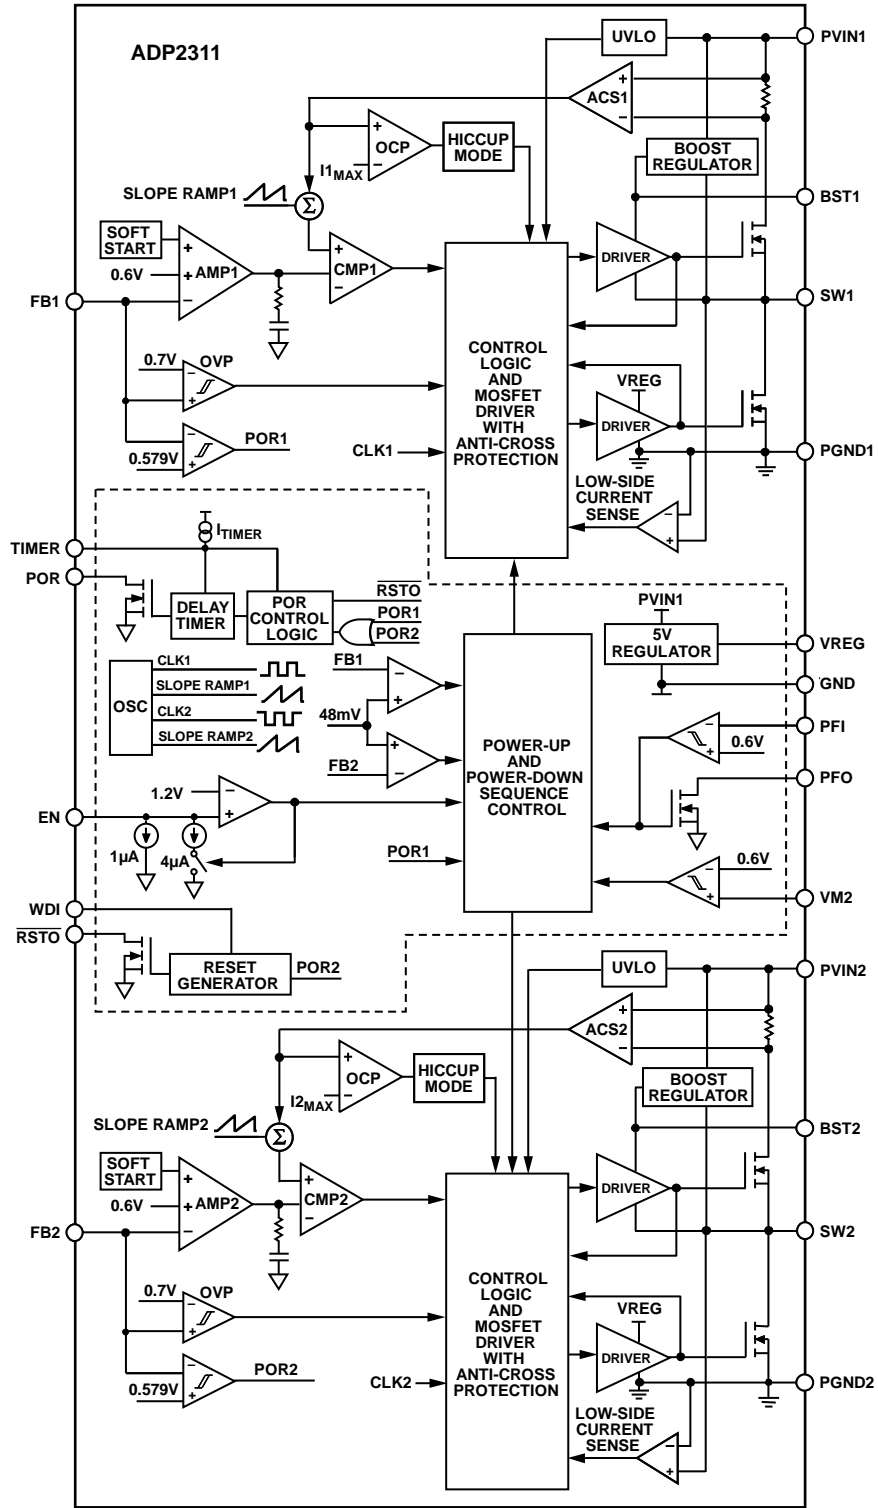 ADP2311
UVLO
PVIN1
+
ACS1
–
+
OCP
–
HICCUP
MODE
BOOST
REGULATOR
I1MAX
SLOPE RAMP1
Σ
BST1
SOFT
START
+
0.6V
+
AMP1
–
+
CMP1
–
DRIVER
FB1
SW1
CONTROL
LOGIC
AND
MOSFET
DRIVER
WITH
ANTI-CROSS
PROTECTION
0.7V
OVP
–
+
VREG
DRIVER
–
POR1
0.579V
+
CLK1
PGND1
LOW-SIDE
CURRENT
SENSE
–
+
ITIMER
TIMER
POR
DELAY
TIMER
POR
CONTROL
LOGIC
RSTO
POR1
POR2
PVIN1
5V
REGULATOR
VREG
GND
OSC
CLK1
SLOPE RAMP1
CLK2
SLOPE RAMP2
FB1
–
+
48mV
+
–
FB2
POWER-UP
AND
POWER-DOWN
SEQUENCE
CONTROL
–
PFI
+
0.6V
PFO
1.2V
–
+
EN
1µA
4µA
POR1
0.6V
–
+
VM2
WDI
RSTO
RESET
GENERATOR
POR2
UVLO
PVIN2
+
ACS2
–
+
OCP
–
HICCUP
MODE
BOOST
REGULATOR
I2MAX
SLOPE RAMP2
Σ
BST2
SOFT
START
+
0.6V
+
AMP2
–
+
CMP2
–
DRIVER
FB2
SW2
CONTROL
LOGIC
AND
MOSFET
DRIVER
WITH
ANTI-CROSS
PROTECTION
0.7V
OVP
–
+
VREG
DRIVER
–
POR2
0.579V
+
CLK2
PGND2
LOW-SIDE
CURRENT
SENSE
–
+